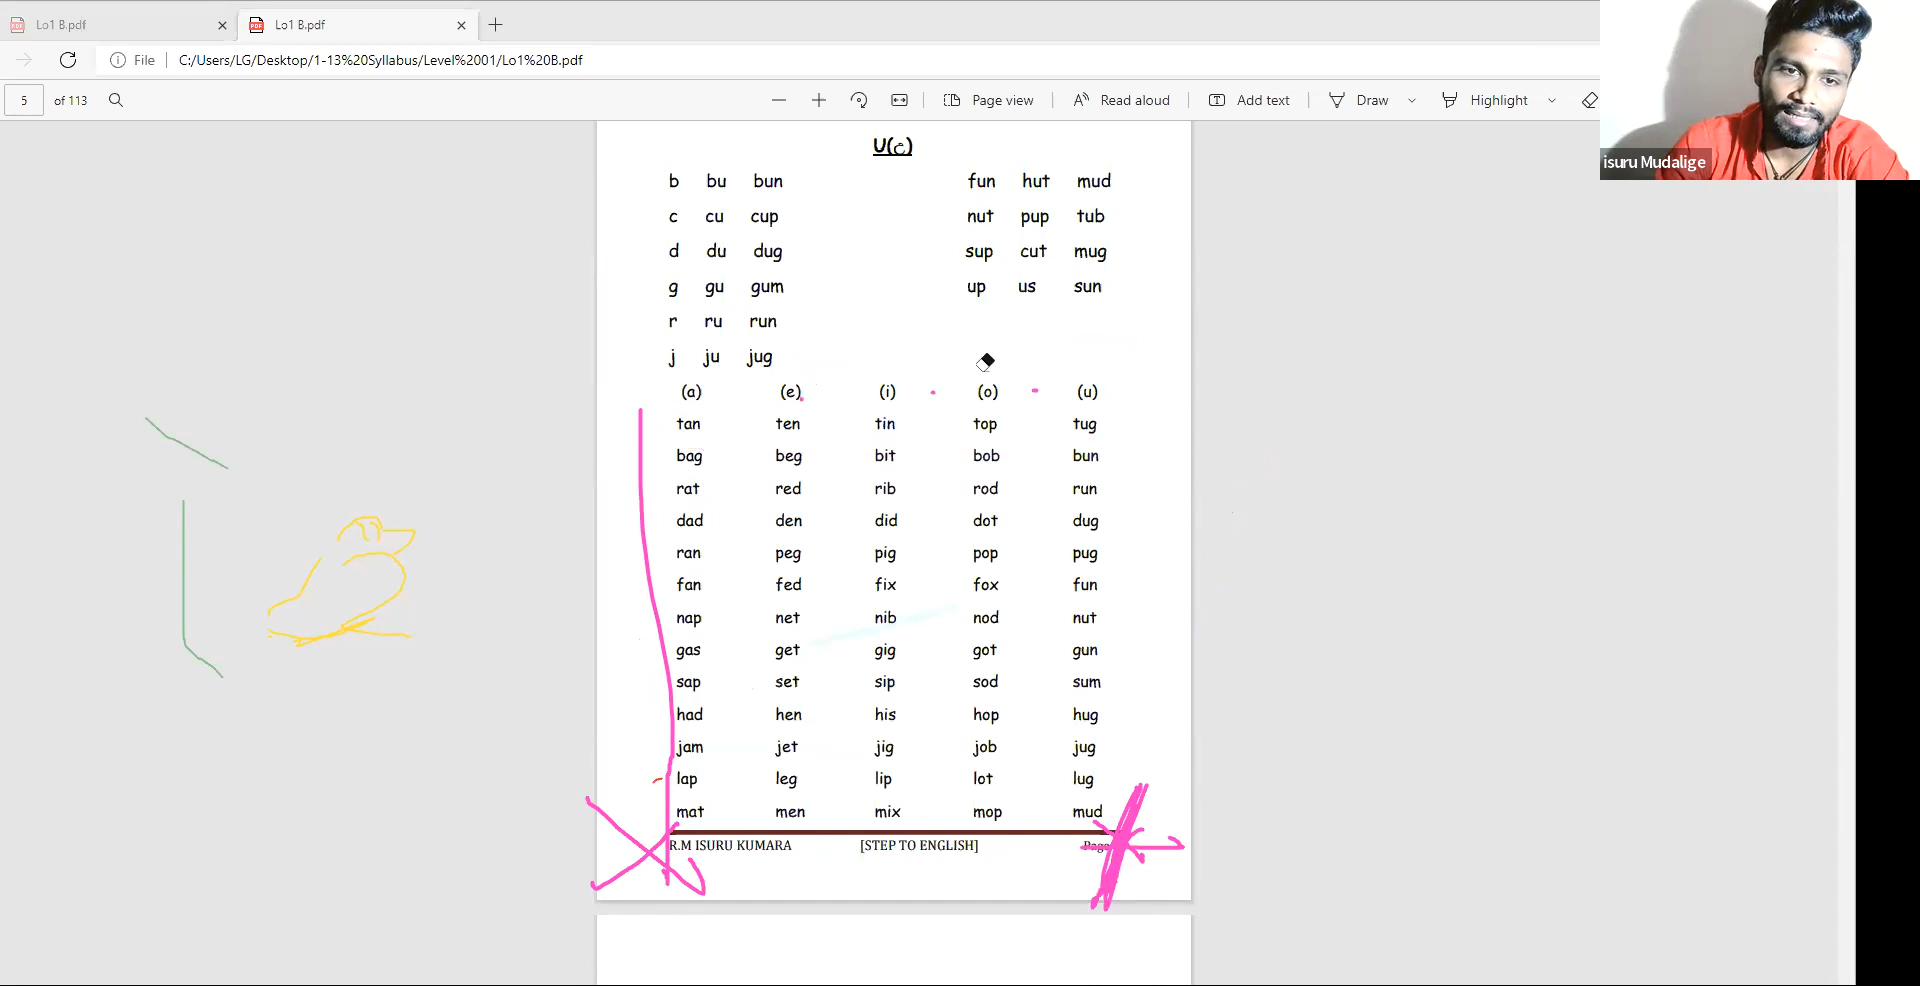 Lo1 B.pdf
Lo1 B.pdf
File
C:/Users/LG/Desktop/1-13%20Syllabus/Level%2001/Lo1%20B.pdf
5 of 113
Page view
Read aloud
Add text
Draw
Highlight
isuru Mudalige
b bu bun fun hut mud
c cu cup nut pup tub
d du dug sup cut mug
g gu gum up us sun
r ru run
j ju jug
(a) (e) (i) (o) (u)
tan ten tin top tug
bag beg bit bob bun
rat red rib rod run
dad den did dot dug
ran peg pig pop pug
fan fed fix fox fun
nap net nib nod nut
gas get gig got gun
sap set sip sod sum
had hen his hop hug
jam jet jig job jug
lap leg lip lot lug
mat men mix mop mud
R.M ISURU KUMARA [STEP TO ENGLISH] Page